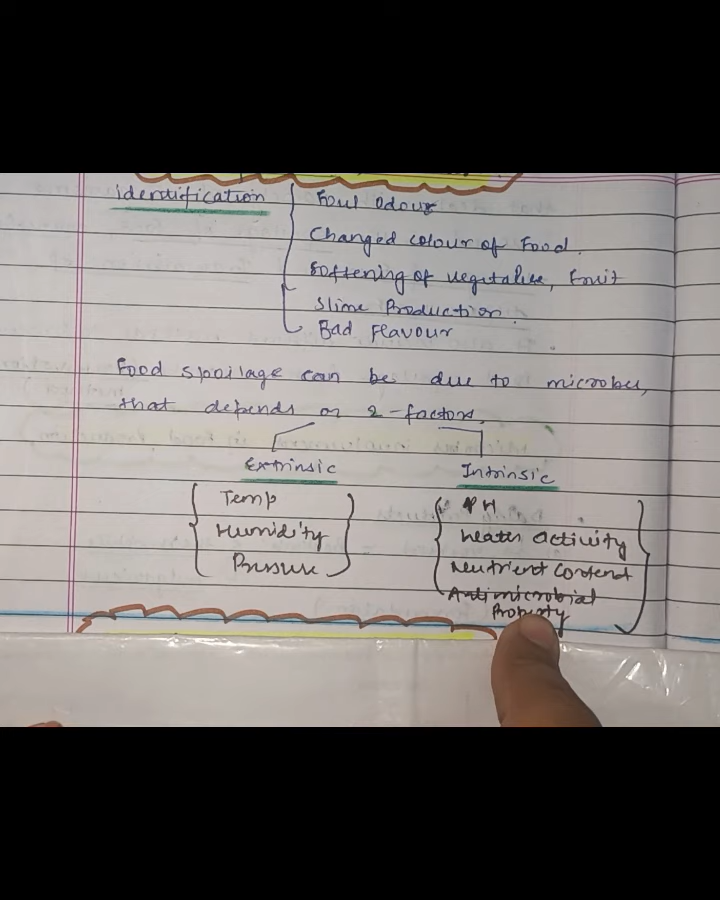 identification
Foul Odour
Changed colour of Food.
Softening of vegetables, fruit
Slime Production.
Bad Flavour
Food spoilage can be due to microbes,
that depends on 2-factors.
Extrinsic
Temp
Humidity
Pressure
Intrinsic
PH
Water activity
Neutrient Content
Antimicrobial
Property